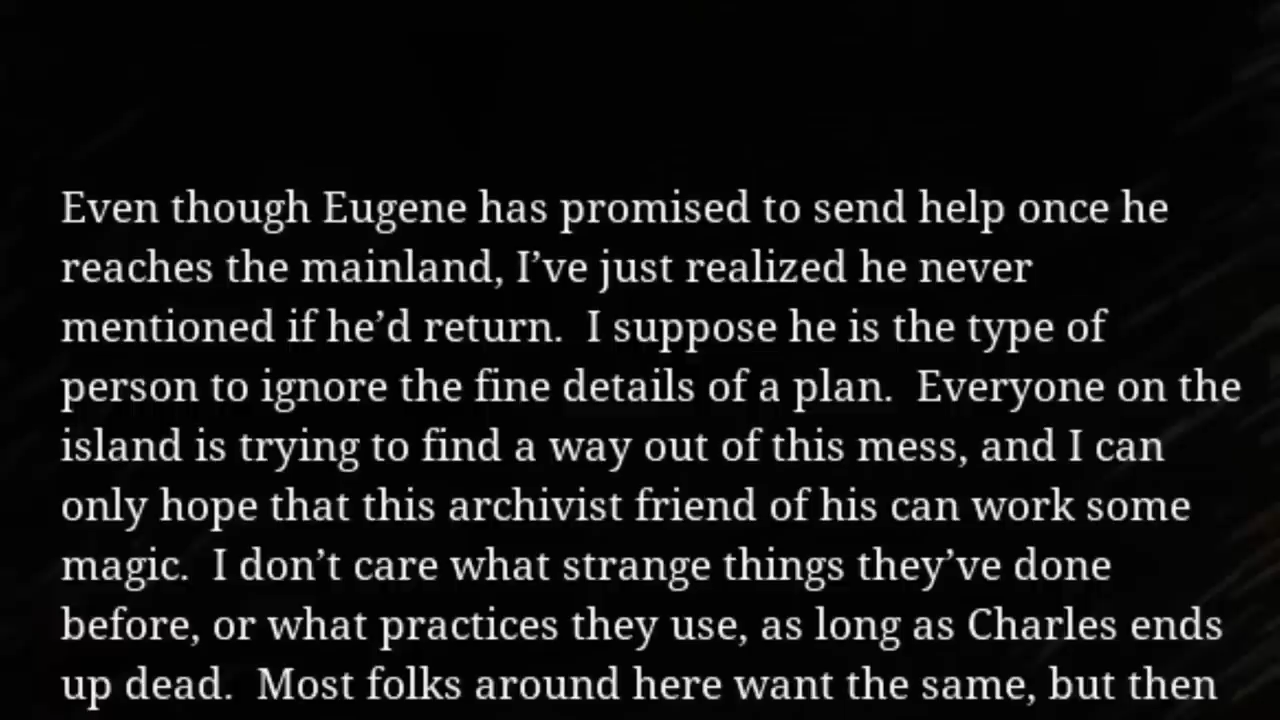 Even though Eugene has promised to send help once he
reaches the mainland, I’ve just realized he never
mentioned if he’d return.  I suppose he is the type of
person to ignore the fine details of a plan.  Everyone on the
island is trying to find a way out of this mess, and I can
only hope that this archivist friend of his can work some
magic.  I don’t care what strange things they’ve done
before, or what practices they use, as long as Charles ends
up dead.  Most folks around here want the same, but then